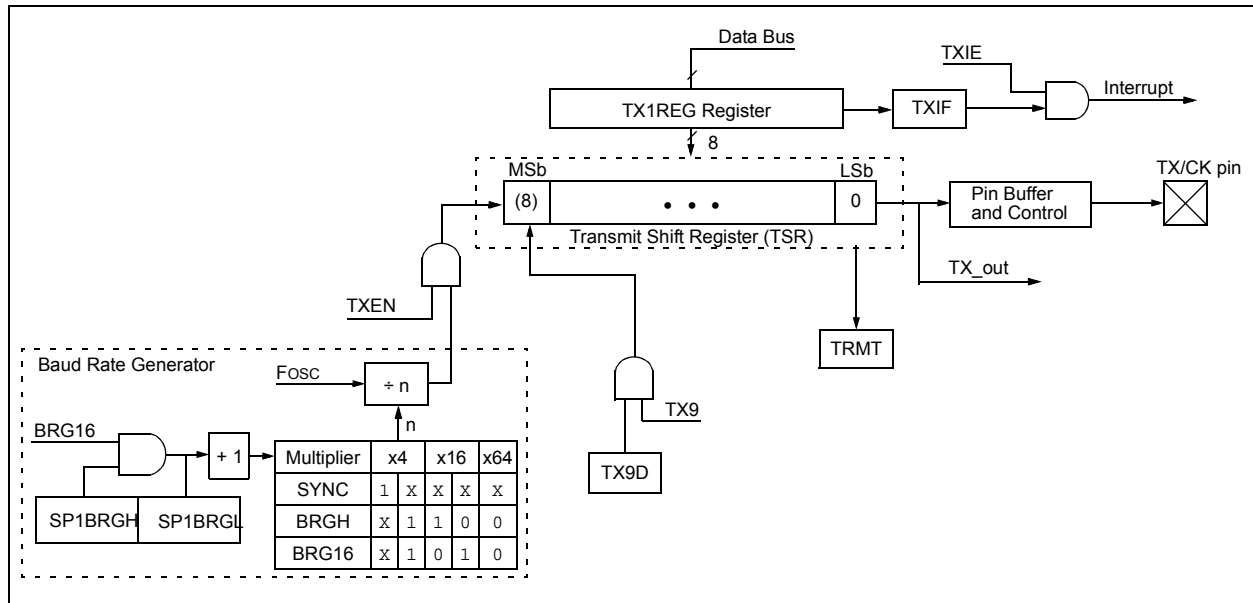 Data Bus
TXIE
Interrupt
TX1REG Register
TXIF
8
MSb
LSb
TX/CK pin
(8)
• • •
0
Pin Buffer
and Control
Transmit Shift Register (TSR)
TX_out
TXEN
TRMT
Baud Rate Generator
FOSC
÷ n
TX9
n
BRG16
+ 1
Multiplier x4 x16 x64
TX9D
SYNC 1 X X X X
SP1BRGH SP1BRGL
BRGH X 1 1 0 0
BRG16 X 1 0 1 0